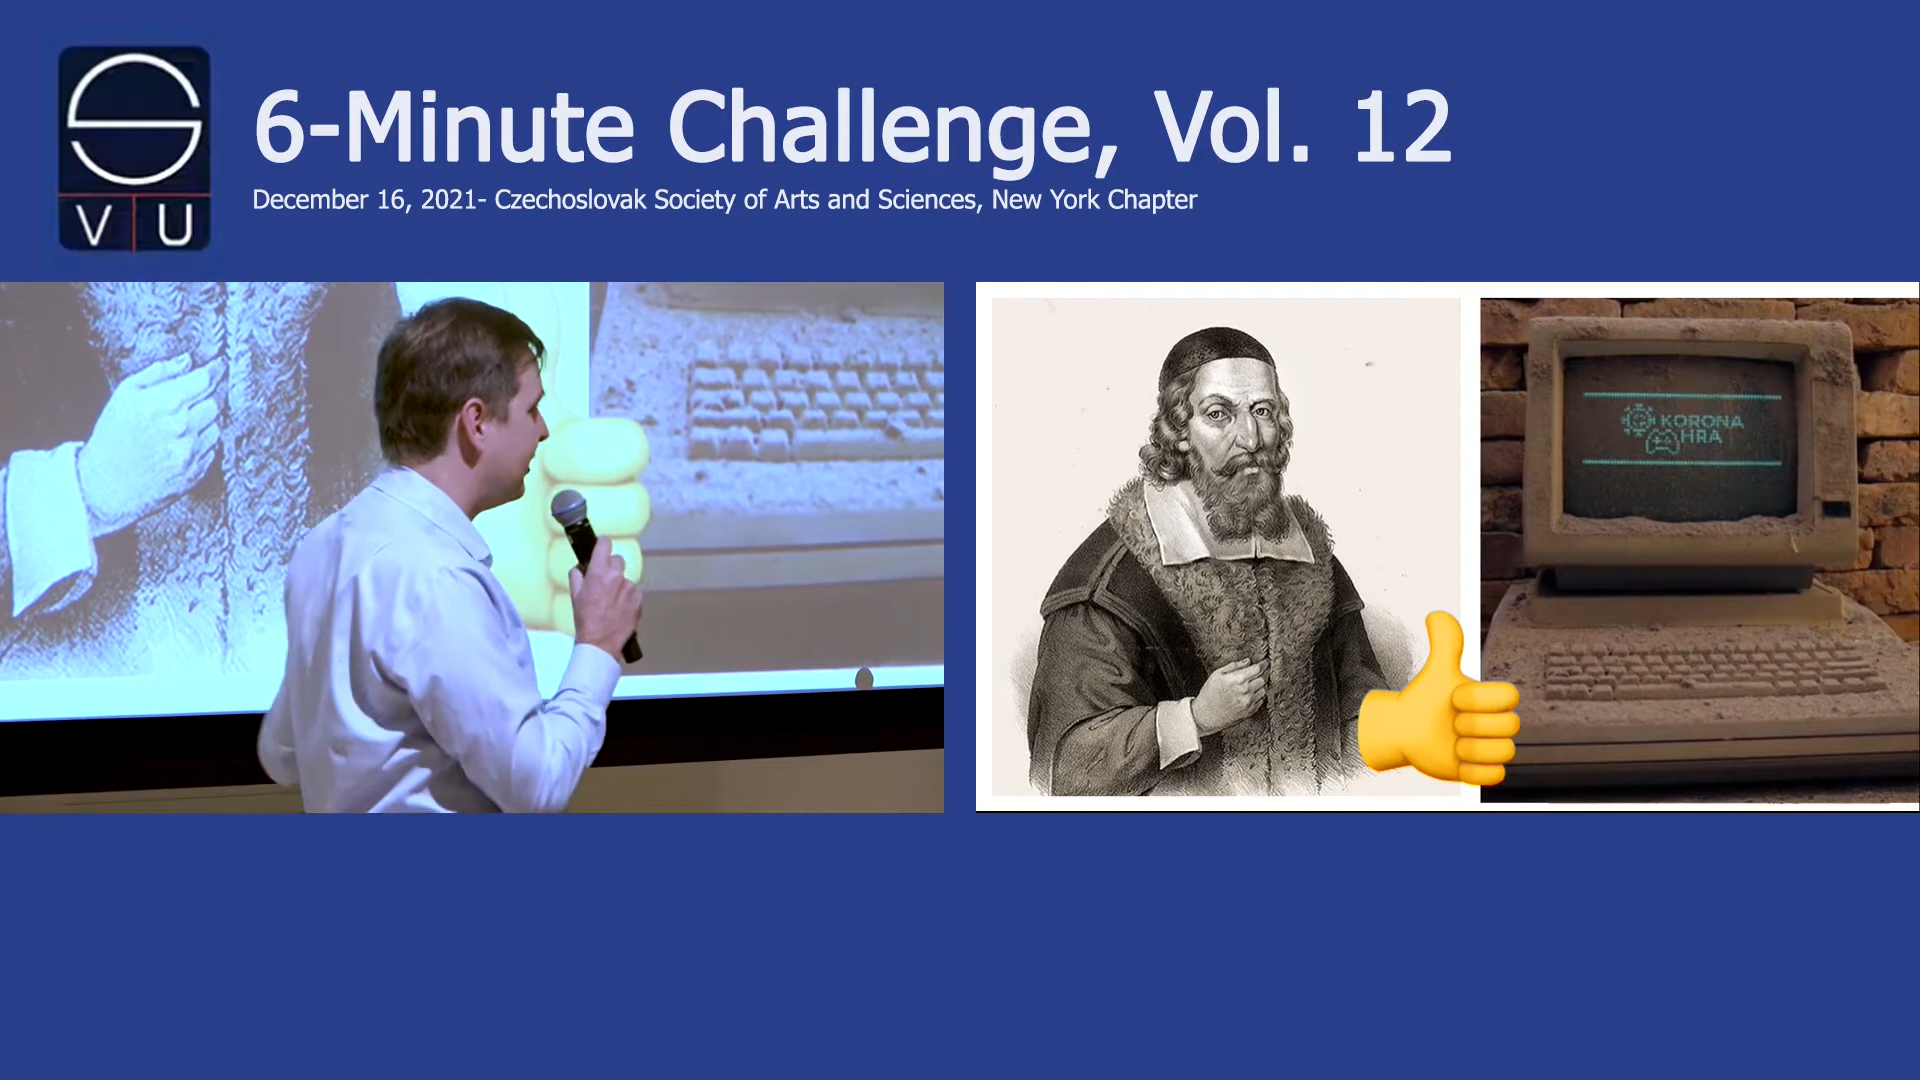 S
V U
6-Minute Challenge, Vol. 12
December 16, 2021- Czechoslovak Society of Arts and Sciences, New York Chapter
KORONA
HRA